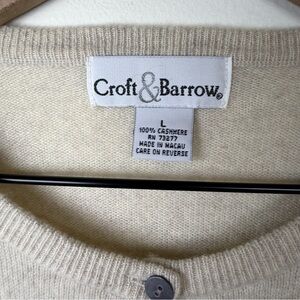 Croft&Barrow®
L
100% CASHMERE
RN 73277
MADE IN MACAU
CARE ON REVERSE